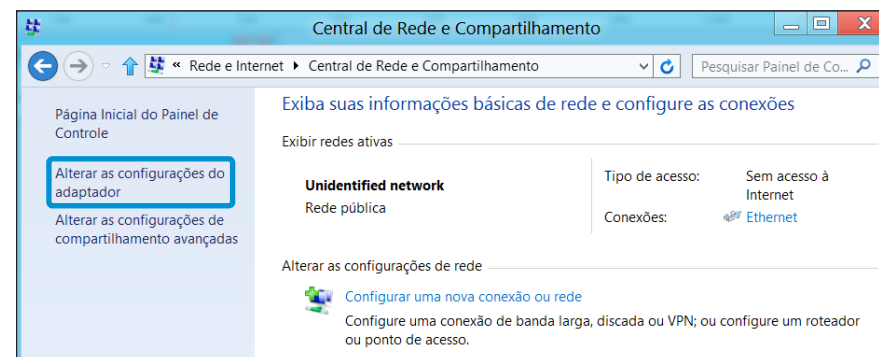 Central de Rede e Compartilhamento
« Rede e Internet ▸ Central de Rede e Compartilhamento
Pesquisar Painel de Co...
Página Inicial do Painel de
Controle
Alterar as configurações do
adaptador
Alterar as configurações de
compartilhamento avançadas
Exiba suas informações básicas de rede e configure as conexões
Exibir redes ativas
Unidentified network
Rede pública
Tipo de acesso: Sem acesso à
Internet
Conexões: Ethernet
Alterar as configurações de rede
Configurar uma nova conexão ou rede
Configure uma conexão de banda larga, discada ou VPN; ou configure um roteador
ou ponto de acesso.